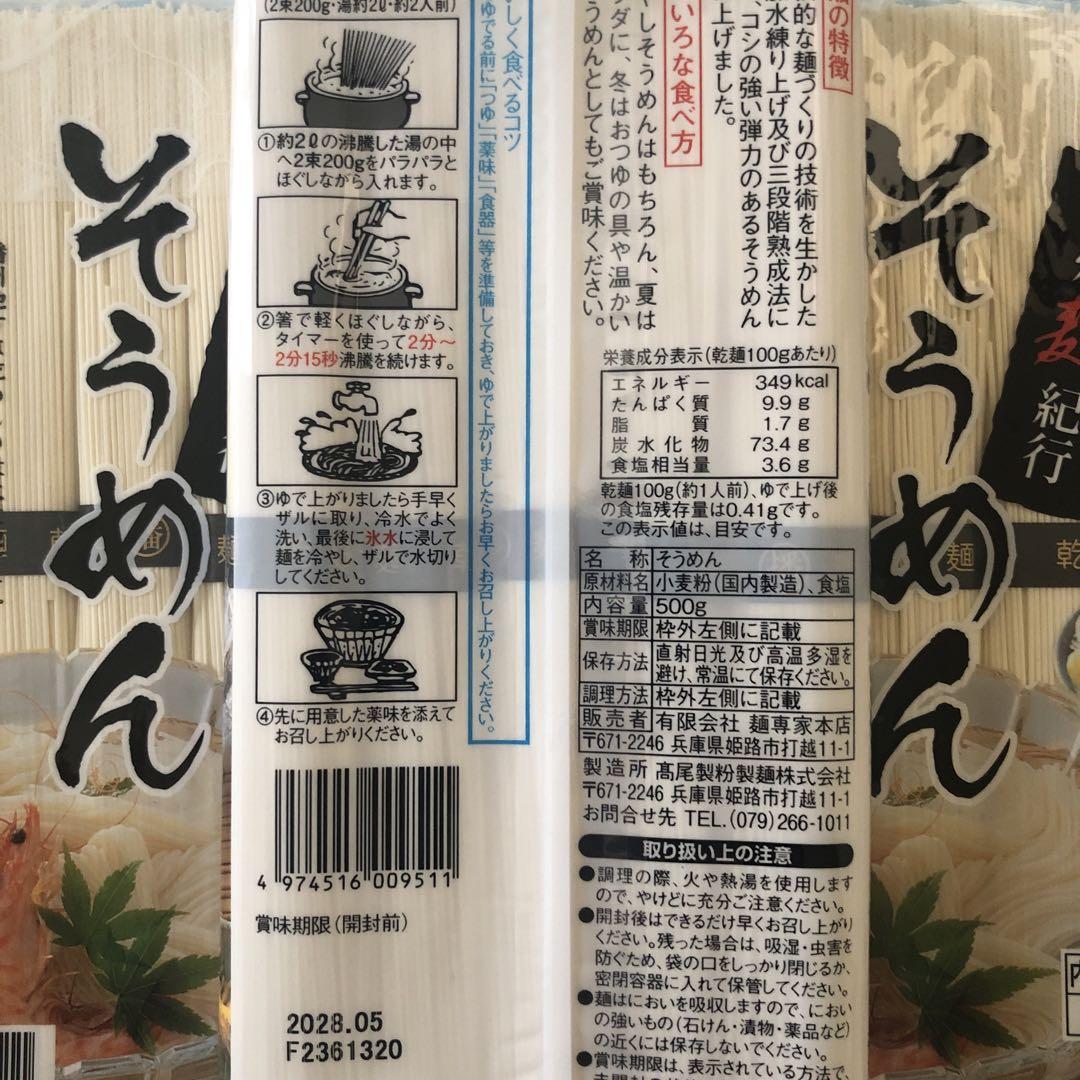 そうめん
(2束200g・湯約2ℓ・約2人前)
①約2ℓの沸騰した湯の中
へ2束200gをパラパラと
ほぐしながら入れます。
②箸で軽くほぐしながら、
タイマーを使って2分〜
2分15秒沸騰を続けます。
③ゆで上がりましたら手早く
ザルに取り、冷水でよく
洗い、最後に氷水に浸して
麺を冷やし、ザルで水切り
してください。
④先に用意した薬味を添えて
お召し上がりください。
しく食べるコツ
ゆでる前に「つゆ」「薬味」「食器」等を準備しておき、ゆで上がりましたらお早くお召し上がりください。
4 974516 009511
賞味期限(開封前)
2028.05
F2361320
の特徴
的な麺づくりの技術を生かした
水練り上げ及び三段階熟成法に
、コシの強い弾力のあるそうめん
上げました。
いろな食べ方
やしそうめんはもちろん、夏は
ラダに、冬はおつゆの具や温かい
うめんとしてもご賞味ください。
栄養成分表示(乾麺100gあたり)
エネルギー 349kcal
たんぱく質 9.9g
脂質 1.7g
炭水化物 73.4g
食塩相当量 3.6g
乾麺100g(約1人前)、ゆで上げ後
の食塩残存量は0.41gです。
この表示値は、目安です。
名称 そうめん
原材料名 小麦粉(国内製造)、食塩
内容量 500g
賞味期限 枠外左側に記載
保存方法 直射日光及び高温多湿を
避け、常温にて保存ください。
調理方法 枠外左側に記載
販売者 有限会社 麺専家本店
〒671-2246 兵庫県姫路市打越11-1
製造所 髙尾製粉製麺株式会社
〒671-2246 兵庫県姫路市打越11-1
お問合せ先 TEL.(079)266-1011
取り扱い上の注意
●調理の際、火や熱湯を使用します
ので、やけどに充分ご注意ください。
●開封後はできるだけ早くお召し上がり
ください。残った場合は、吸湿・虫害を
防ぐため、袋の口をしっかり閉じるか、
密閉容器に入れて保管してください。
●麺はにおいを吸収しますので、におい
の強いもの(石けん・漬物・薬品など)
の近くには保存しないでください。
●賞味期限は、表示されている方法で、
そうめん
麦
紀行
麺
乾
内